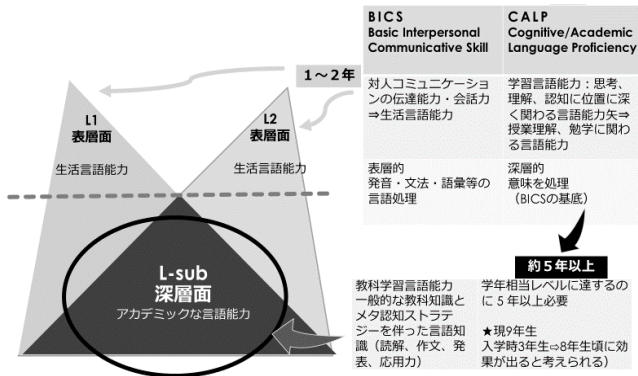 BICS
Basic Interpersonal
Communicative Skill
CALP
Cognitive/Academic
Language Proficiency
1～2年
対人コミュニケーショ
ンの伝達能力・会話力
⇒生活言語能力
学習言語能力：思考、
理解、認知に位置に深
く関わる言語能力矢⇒
授業理解、勉学に関わ
る言語能力
L1
表層面
生活言語能力
L2
表層面
生活言語能力
表層的
発音・文法・語彙等の
言語処理
深層的
意味を処理
（BICSの基底）
約５年以上
L-sub
深層面
アカデミックな言語能力
教科学習言語能力
一般的な教科知識と
メタ認知ストラテ
ジーを伴った言語知
識（読解、作文、発
表、応用力）
学年相当レベルに達するの
に５年以上必要
★現9年生
入学時3年生⇨8年生頃に効
果が出ると考えられる）